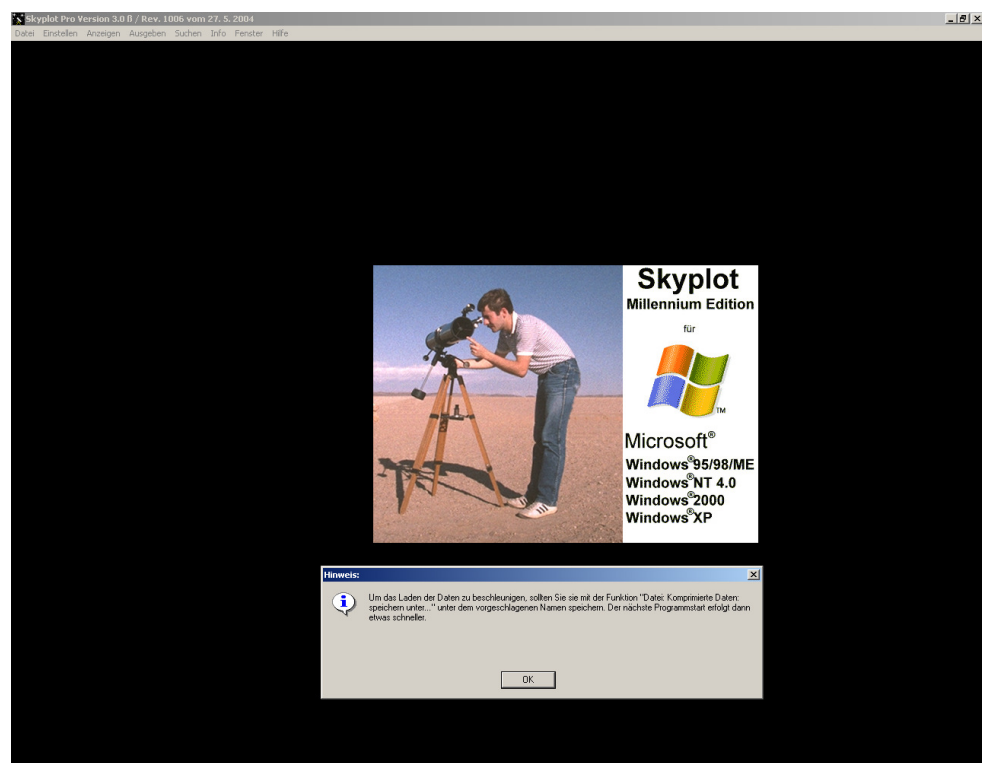 Skyplot Pro Version 3.0 ß / Rev. 1006 vom 27. 5. 2004
Datei Einstellen Anzeigen Ausgeben Suchen Info Fenster Hilfe
Skyplot
Millennium Edition
für
TM
Microsoft®
Windows®95/98/ME
Windows®NT 4.0
Windows®2000
Windows®XP
Hinweis:
Um das Laden der Daten zu beschleunigen, sollten Sie sie mit der Funktion "Datei: Komprimierte Daten:
speichern unter..." unter dem vorgeschlagenen Namen speichern. Der nächste Programmstart erfolgt dann
etwas schneller.
OK